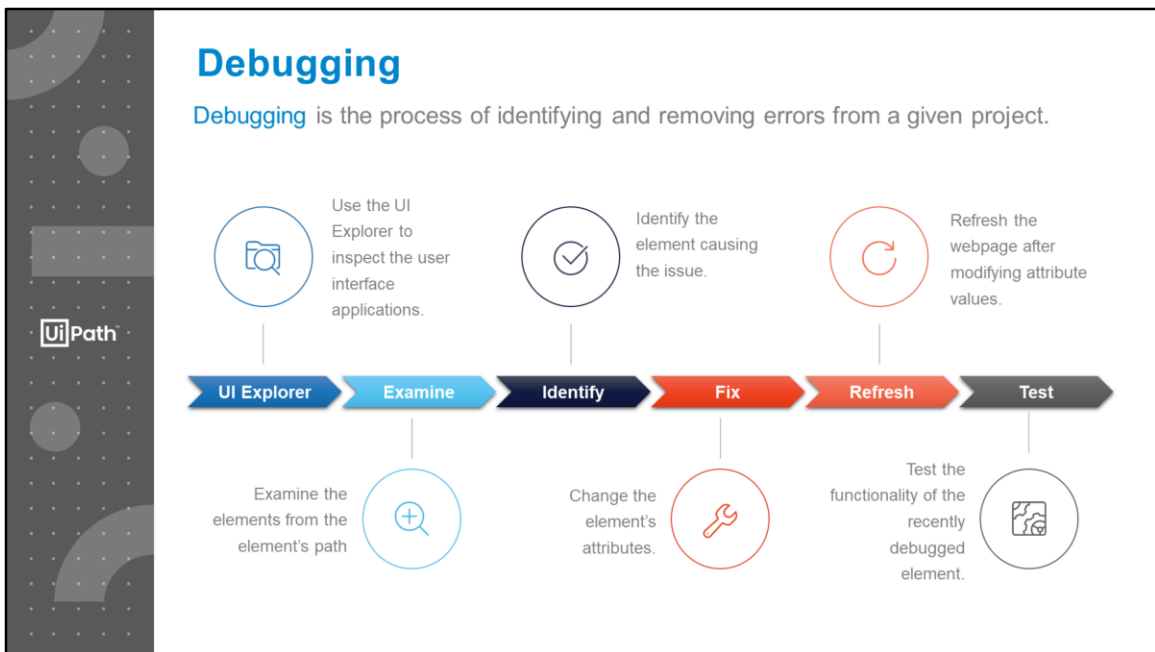 Debugging
Debugging is the process of identifying and removing errors from a given project.
Use the UI
Explorer to
inspect the user
interface
applications.
Identify the
element causing
the issue.
Refresh the
webpage after
modifying attribute
values.
UiPath™
UI Explorer
Examine
Identify
Fix
Refresh
Test
Examine the
elements from the
element's path
Change the
element's
attributes.
Test the
functionality of the
recently
debugged
element.